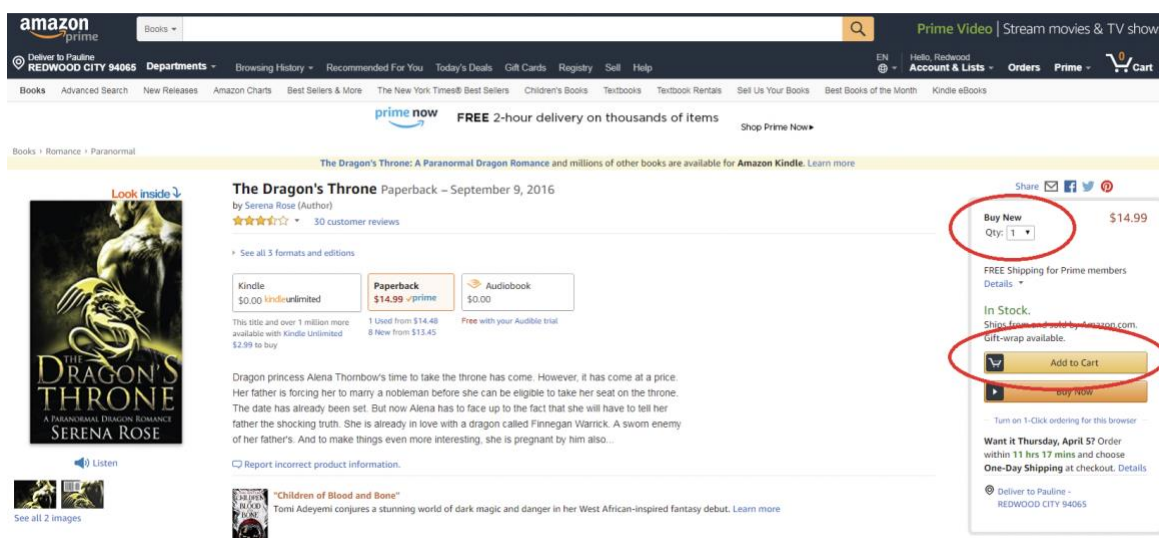 amazon
prime
Books
Prime Video | Stream movies & TV show
Deliver to Pauline
REDWOOD CITY 94065
Departments
Browsing History
Recommended For You
Today's Deals
Gift Cards
Registry
Sell
Help
EN
Hello, Redwood
Account & Lists
Orders
Prime
0
Cart
Books
Advanced Search
New Releases
Amazon Charts
Best Sellers & More
The New York Times® Best Sellers
Children's Books
Textbooks
Textbook Rentals
Sell Us Your Books
Best Books of the Month
Kindle eBooks
prime now
FREE 2-hour delivery on thousands of items
Shop Prime Now
Books › Romance › Paranormal
The Dragon's Throne: A Paranormal Dragon Romance and millions of other books are available for Amazon Kindle. Learn more
Look inside
THE
DRAGON'S
THRONE
A PARANORMAL DRAGON ROMANCE
SERENA ROSE
Listen
See all 2 images
The Dragon's Throne Paperback – September 9, 2016
by Serena Rose (Author)
30 customer reviews
See all 3 formats and editions
Kindle
$0.00 kindleunlimited
This title and over 1 million more
available with Kindle Unlimited
$2.99 to buy
Paperback
$14.99 prime
1 Used from $14.48
8 New from $13.45
Audiobook
$0.00
Free with your Audible trial
Dragon princess Alena Thornbow's time to take the throne has come. However, it has come at a price.
Her father is forcing her to marry a nobleman before she can be eligible to take her seat on the throne.
The date has already been set. But now Alena has to face up to the fact that she will have to tell her
father the shocking truth. She is already in love with a dragon called Finnegan Warrick. A sworn enemy
of her father's. And to make things even more interesting, she is pregnant by him also...
Report incorrect product information.
CHILDREN
BLOOD
BONE
"Children of Blood and Bone"
Tomi Adeyemi conjures a stunning world of dark magic and danger in her West African-inspired fantasy debut. Learn more
Share
Buy New
$14.99
Qty: 1
FREE Shipping for Prime members
Details
In Stock.
Ships from and sold by Amazon.com.
Gift-wrap available.
Add to Cart
Buy Now
Turn on 1-Click ordering for this browser
Want it Thursday, April 5? Order
within 11 hrs 17 mins and choose
One-Day Shipping at checkout. Details
Deliver to Pauline -
REDWOOD CITY 94065